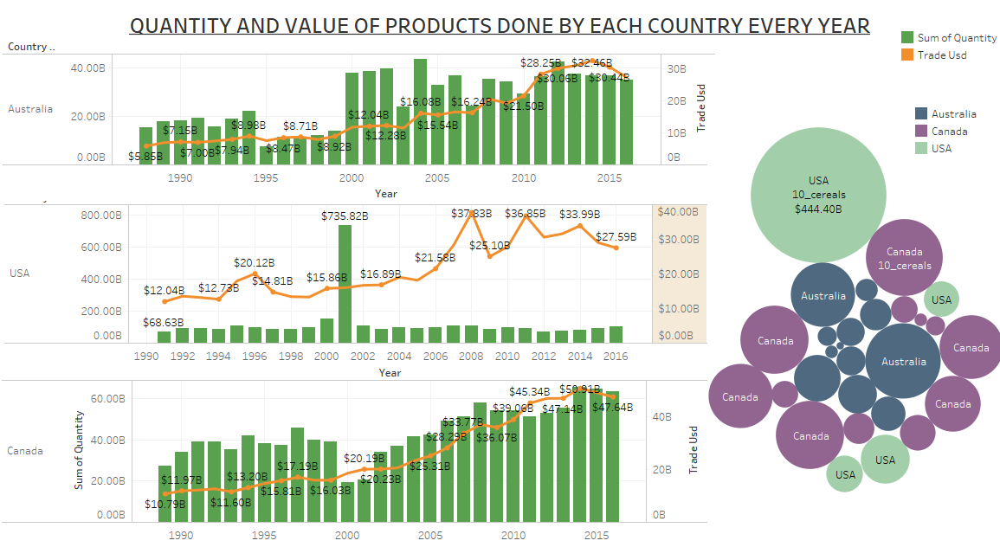 QUANTITY AND VALUE OF PRODUCTS DONE BY EACH COUNTRY EVERY YEAR
Sum of Quantity
Trade Usd
Country ..
Australia
40.00B
20.00B
0.00B
$5.85B
$7.15B
$7.00B
$7.94B
$8.98B
$8.47B
$8.71B
$8.92B
$12.04B
$12.28B
$16.08B
$15.54B
$16.24B
$21.50B
$28.25B
$30.06B
$32.46B
$30.44B
30B
20B
10B
0B
Trade Usd
1990 1995 2000 2005 2010 2015
Year
USA
800.00B
600.00B
400.00B
200.00B
0.00B
$12.04B
$68.63B
$12.73B
$20.12B
$14.81B
$15.86B
$735.82B
$16.89B
$21.58B
$37.83B
$25.10B
$36.85B
$33.99B
$27.59B
$40.00B
$30.00B
$20.00B
$10.00B
$0.00B
1990 1992 1994 1996 1998 2000 2002 2004 2006 2008 2010 2012 2014 2016
Year
Canada
Sum of Quantity
60.00B
40.00B
20.00B
0.00B
$10.79B
$11.97B
$11.60B
$13.20B
$15.81B
$17.19B
$16.03B
$20.19B
$20.23B
$25.31B
$28.29B
$33.77B
$36.07B
$39.06B
$45.34B
$47.14B
$50.91B
$47.64B
40B
20B
0B
Trade Usd
1990 1995 2000 2005 2010 2015
Australia
Canada
USA
USA
10_cereals
$444.40B
Canada
10_cereals
Australia
USA
Canada
Canada
Australia
Canada
Canada
Canada
USA
USA